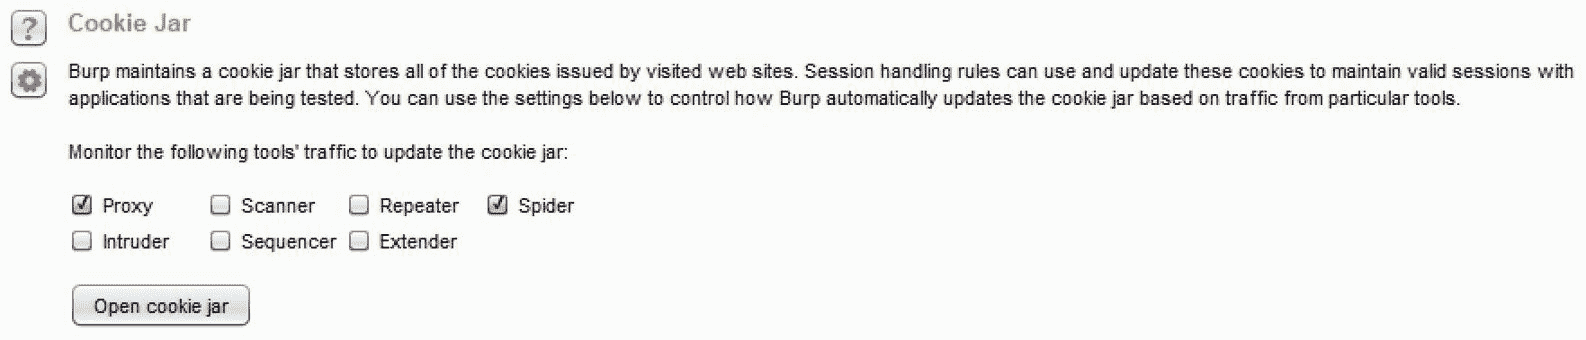 ? Cookie Jar
Burp maintains a cookie jar that stores all of the cookies issued by visited web sites. Session handling rules can use and update these cookies to maintain valid sessions with
applications that are being tested. You can use the settings below to control how Burp automatically updates the cookie jar based on traffic from particular tools.
Monitor the following tools' traffic to update the cookie jar:
Proxy Scanner Repeater Spider
Intruder Sequencer Extender
Open cookie jar